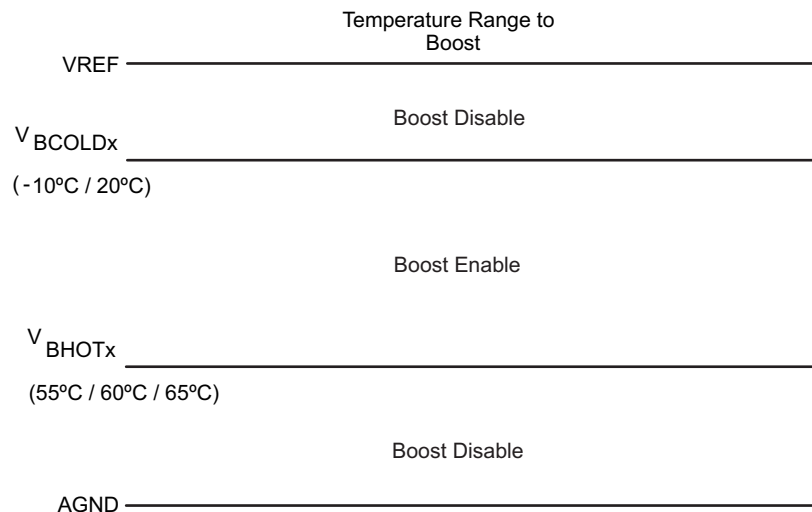 Temperature Range to
Boost
VREF
Boost Disable
VBCOLDx
(-10ºC / 20ºC)
Boost Enable
VBHOTx
(55ºC / 60ºC / 65ºC)
Boost Disable
AGND